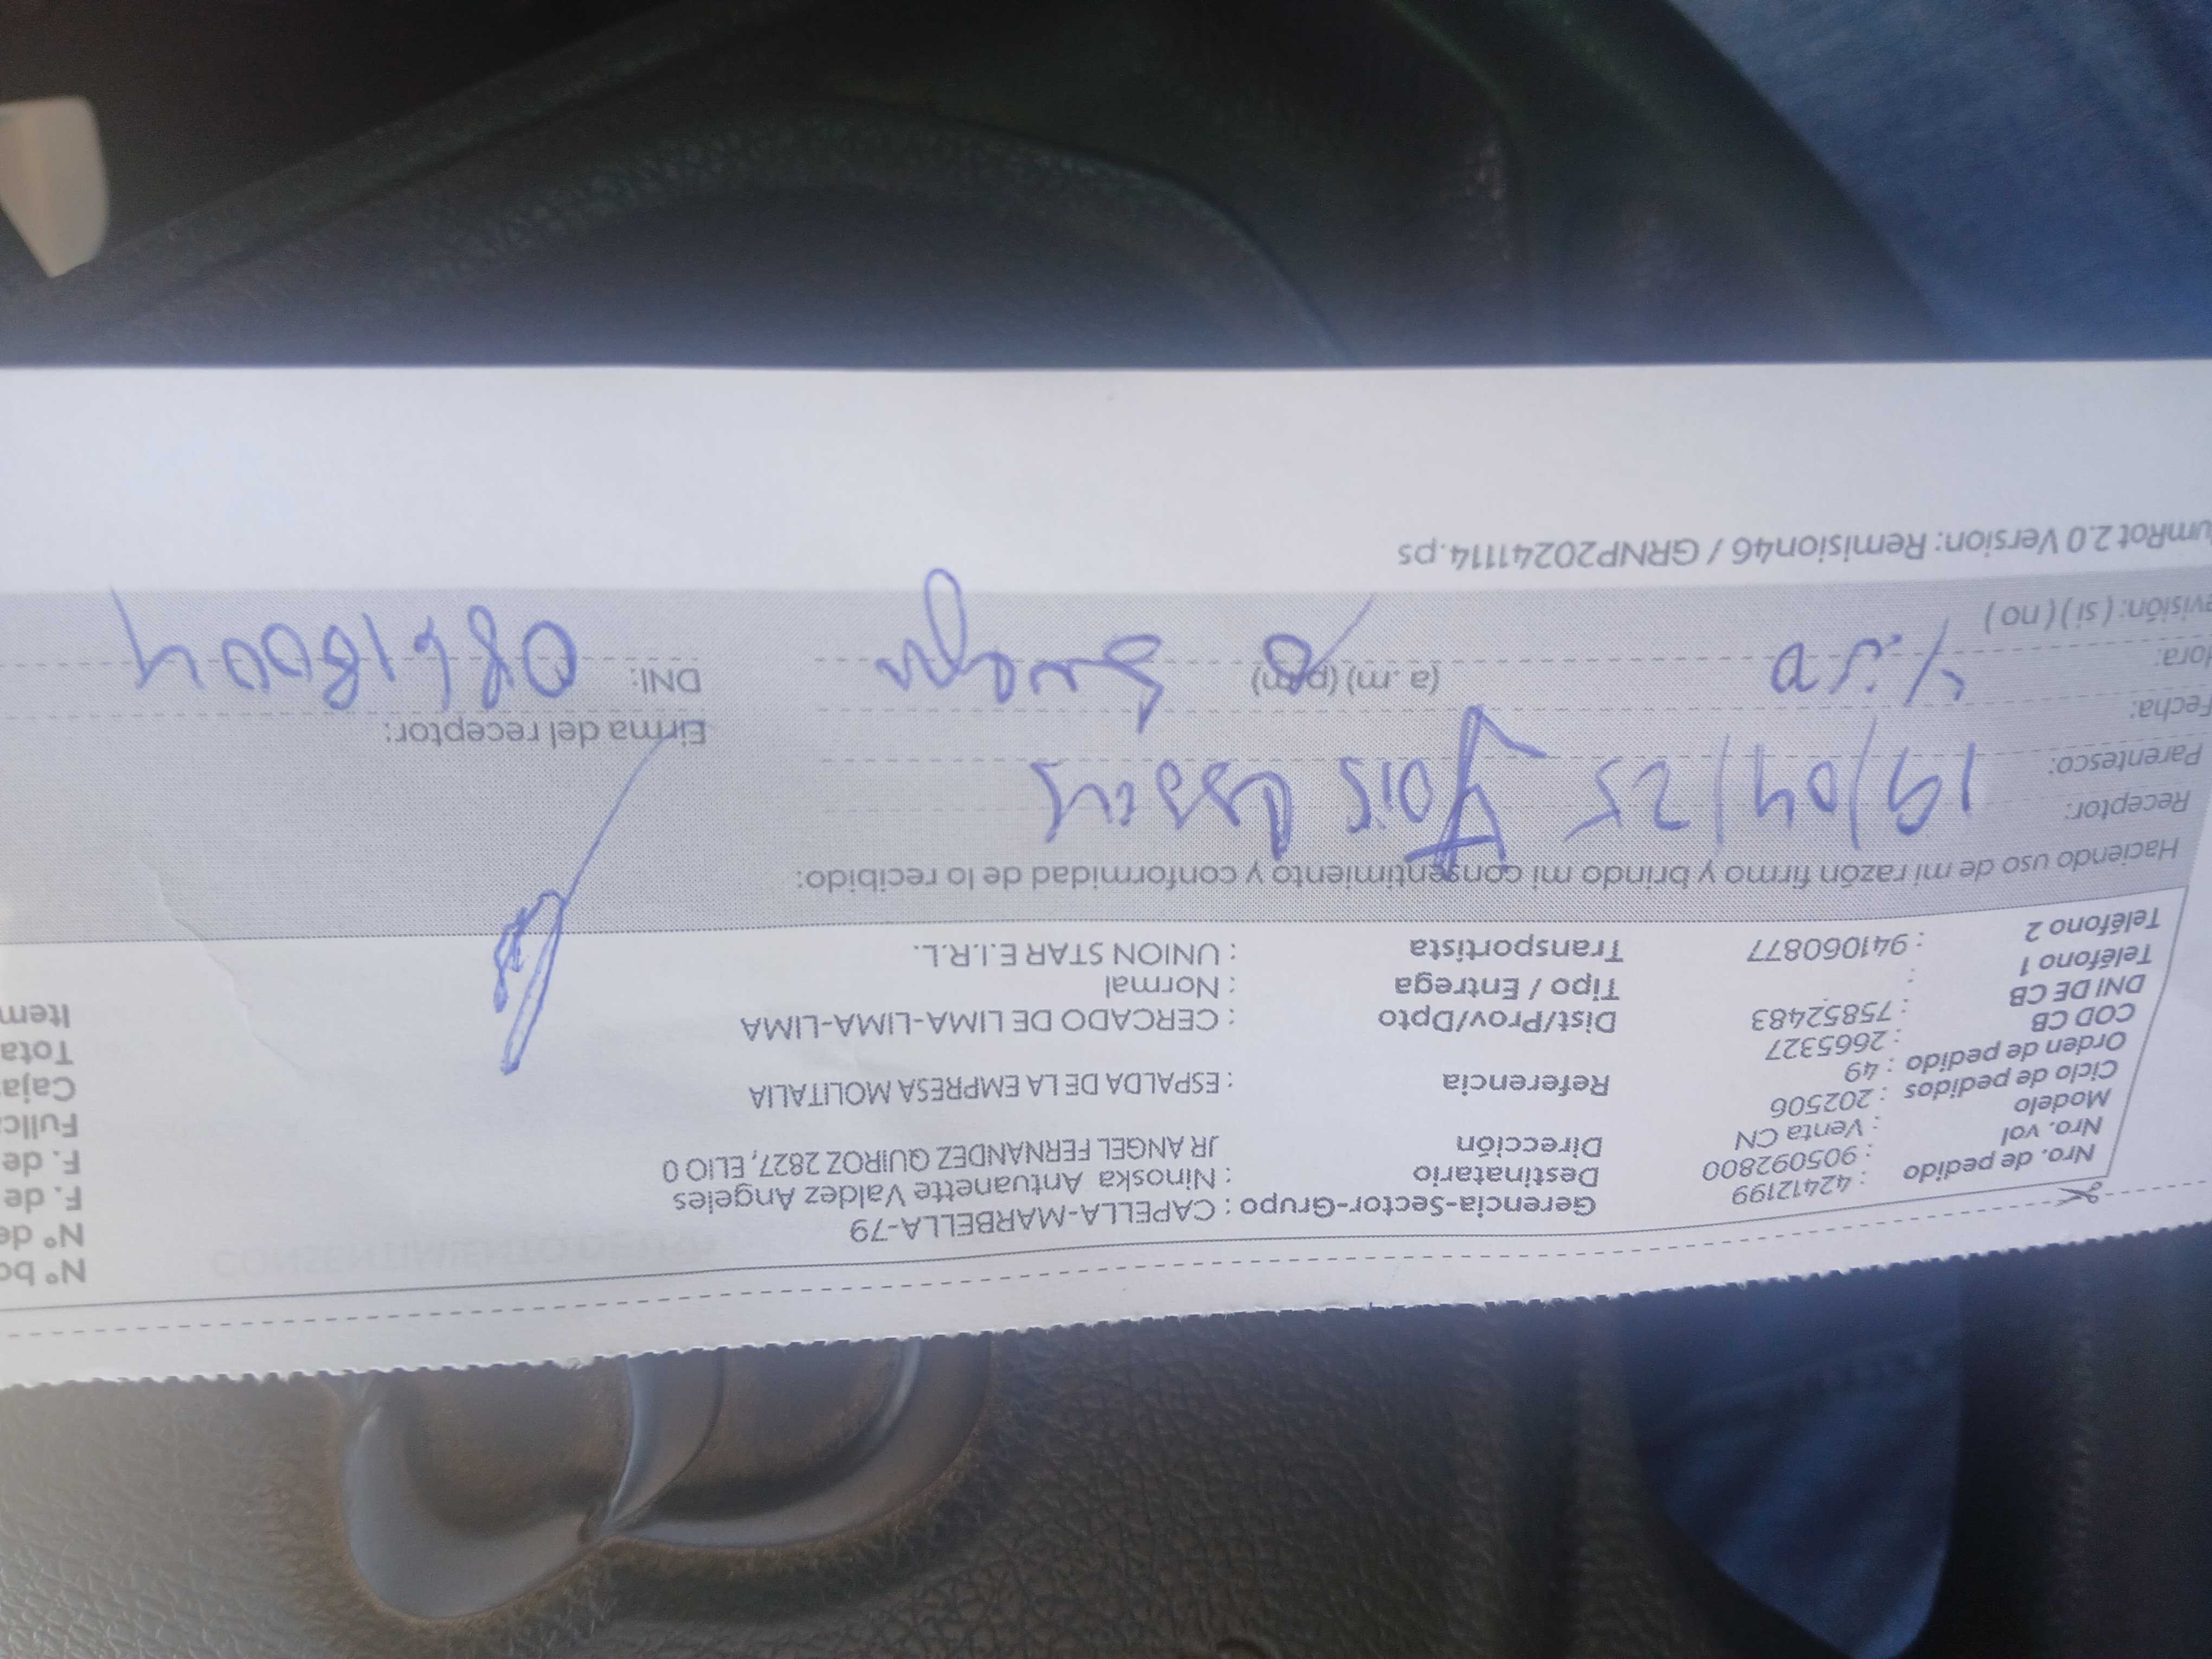 Nro. de pedido : 42412199 Gerencia-Sector-Grupo : CAPELLA-MARBELLA-79 N° bo
Nro. vol : 905092800 Destinatario : Ninoska Antuanette Valdez Angeles N° de
Modelo : Venta CN Dirección JR ANGEL FERNANDEZ QUIROZ 2827, ELIO 0 F. de
Ciclo de pedidos : 202506 F. de
Orden de pedido : 49 Referencia : ESPALDA DE LA EMPRESA MOLITALIA Fullc
COD CB : 2665327 Caja
DNI DE CB : 75852483 Dist/Prov/Dpto : CERCADO DE LIMA-LIMA-LIMA Tota
Teléfono 1 : Tipo / Entrega : Normal Item
Teléfono 2 : 941060877 Transportista : UNION STAR E.I.R.L.
Haciendo uso de mi razón firmo y brindo mi consentimiento y conformidad de lo recibido:
Receptor:
Parentesco: 19/04/25
Fecha: Firma del receptor:
Hora: (a .m) (p.m) DNI:
evisión: ( si ) ( no )
umRot 2.0 Version: Remision46 / GRNP20241114.ps